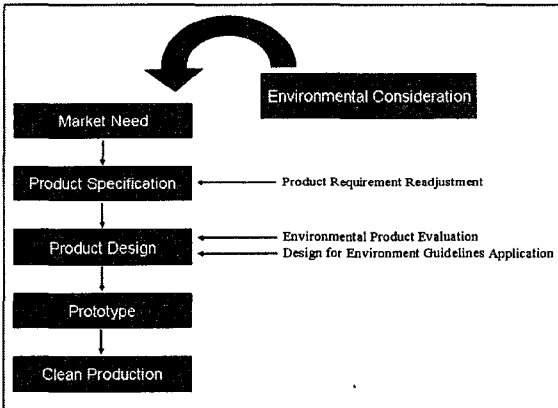 Environmental Consideration
Market Need
Product Specification
Product Requirement Readjustment
Product Design
Environmental Product Evaluation
Design for Environment Guidelines Application
Prototype
Clean Production